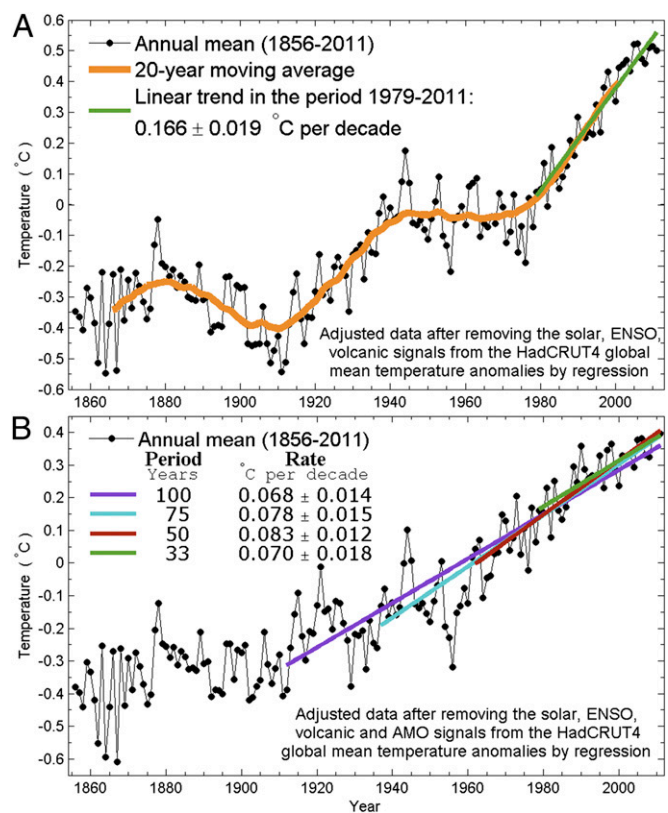 A
Annual mean (1856-2011)
20-year moving average
Linear trend in the period 1979-2011:
0.166 ± 0.019 °C per decade
0.6
0.5
0.4
0.3
0.2
0.1
0
-0.1
-0.2
-0.3
-0.4
-0.5
-0.6
Temperature (°C)
Adjusted data after removing the solar, ENSO,
volcanic signals from the HadCRUT4 global
mean temperature anomalies by regression
1860 1880 1900 1920 1940 1960 1980 2000
B
Annual mean (1856-2011)
Period Rate
Years °C per decade
100 0.068 ± 0.014
75 0.078 ± 0.015
50 0.083 ± 0.012
33 0.070 ± 0.018
0.4
0.3
0.2
0.1
0
-0.1
-0.2
-0.3
-0.4
-0.5
-0.6
Temperature (°C)
Adjusted data after removing the solar, ENSO,
volcanic and AMO signals from the HadCRUT4
global mean temperature anomalies by regression
1860 1880 1900 1920 1940 1960 1980 2000
Year